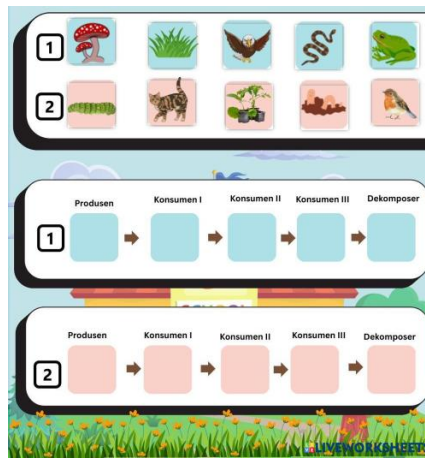 1
2
Produsen Konsumen I Konsumen II Konsumen III Dekomposer
1
Produsen Konsumen I Konsumen II Konsumen III Dekomposer
2
LIVEWORKSHEETS